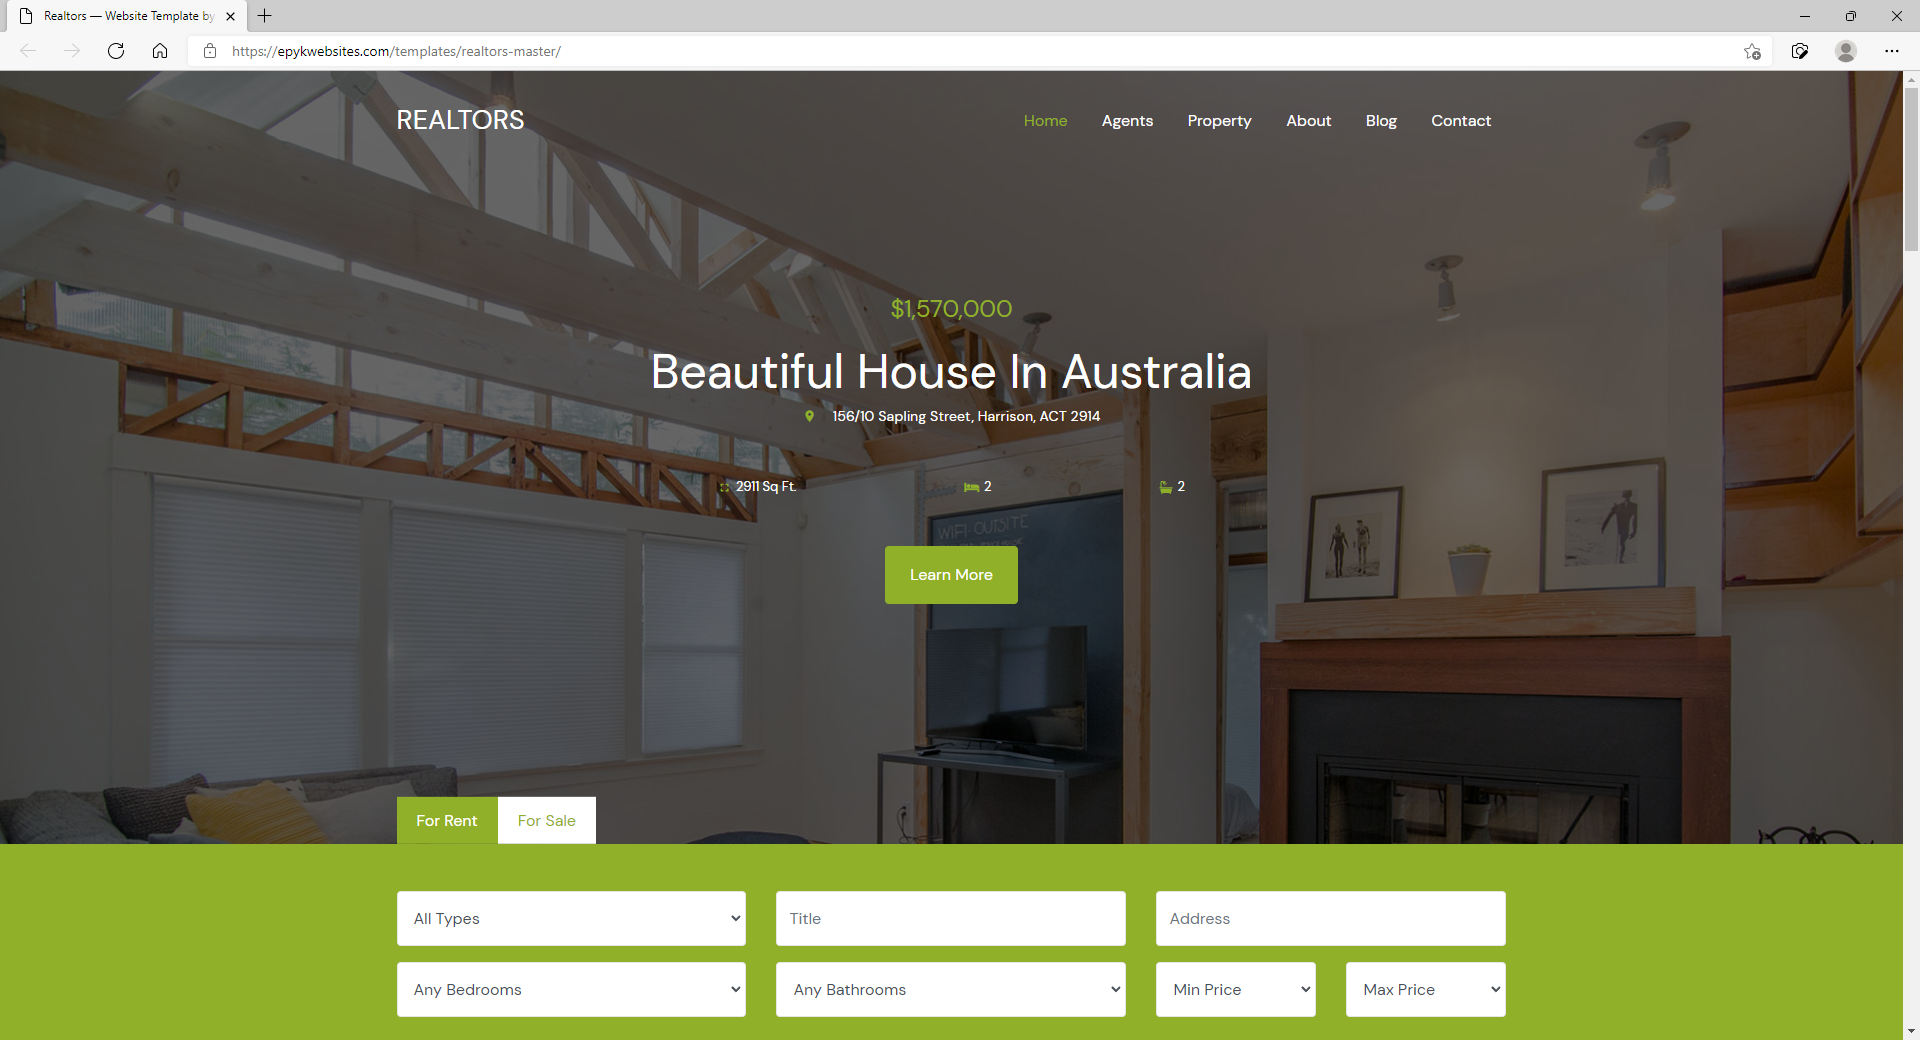 Realtors — Website Template by
https://epykwebsites.com/templates/realtors-master/
REALTORS
Home Agents Property About Blog Contact
$1,570,000
Beautiful House In Australia
156/10 Sapling Street, Harrison, ACT 2914
2911 Sq Ft. 2 2
WIFI-OUTSITE
Learn More
For Rent For Sale
All Types Title Address
Any Bedrooms Any Bathrooms Min Price Max Price